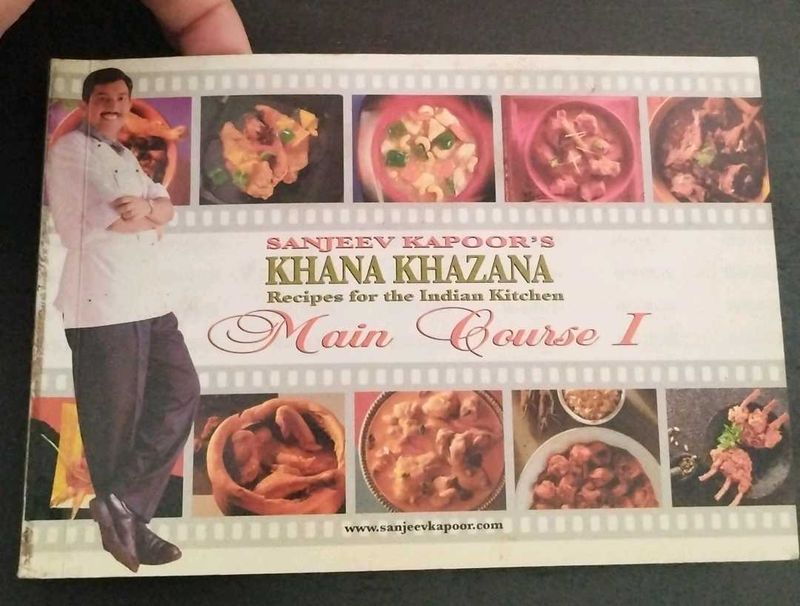 SANJEEV KAPOOR'S
KHANA KHAZANA
Recipes for the Indian Kitchen
Main Course I
www.sanjeevkapoor.com